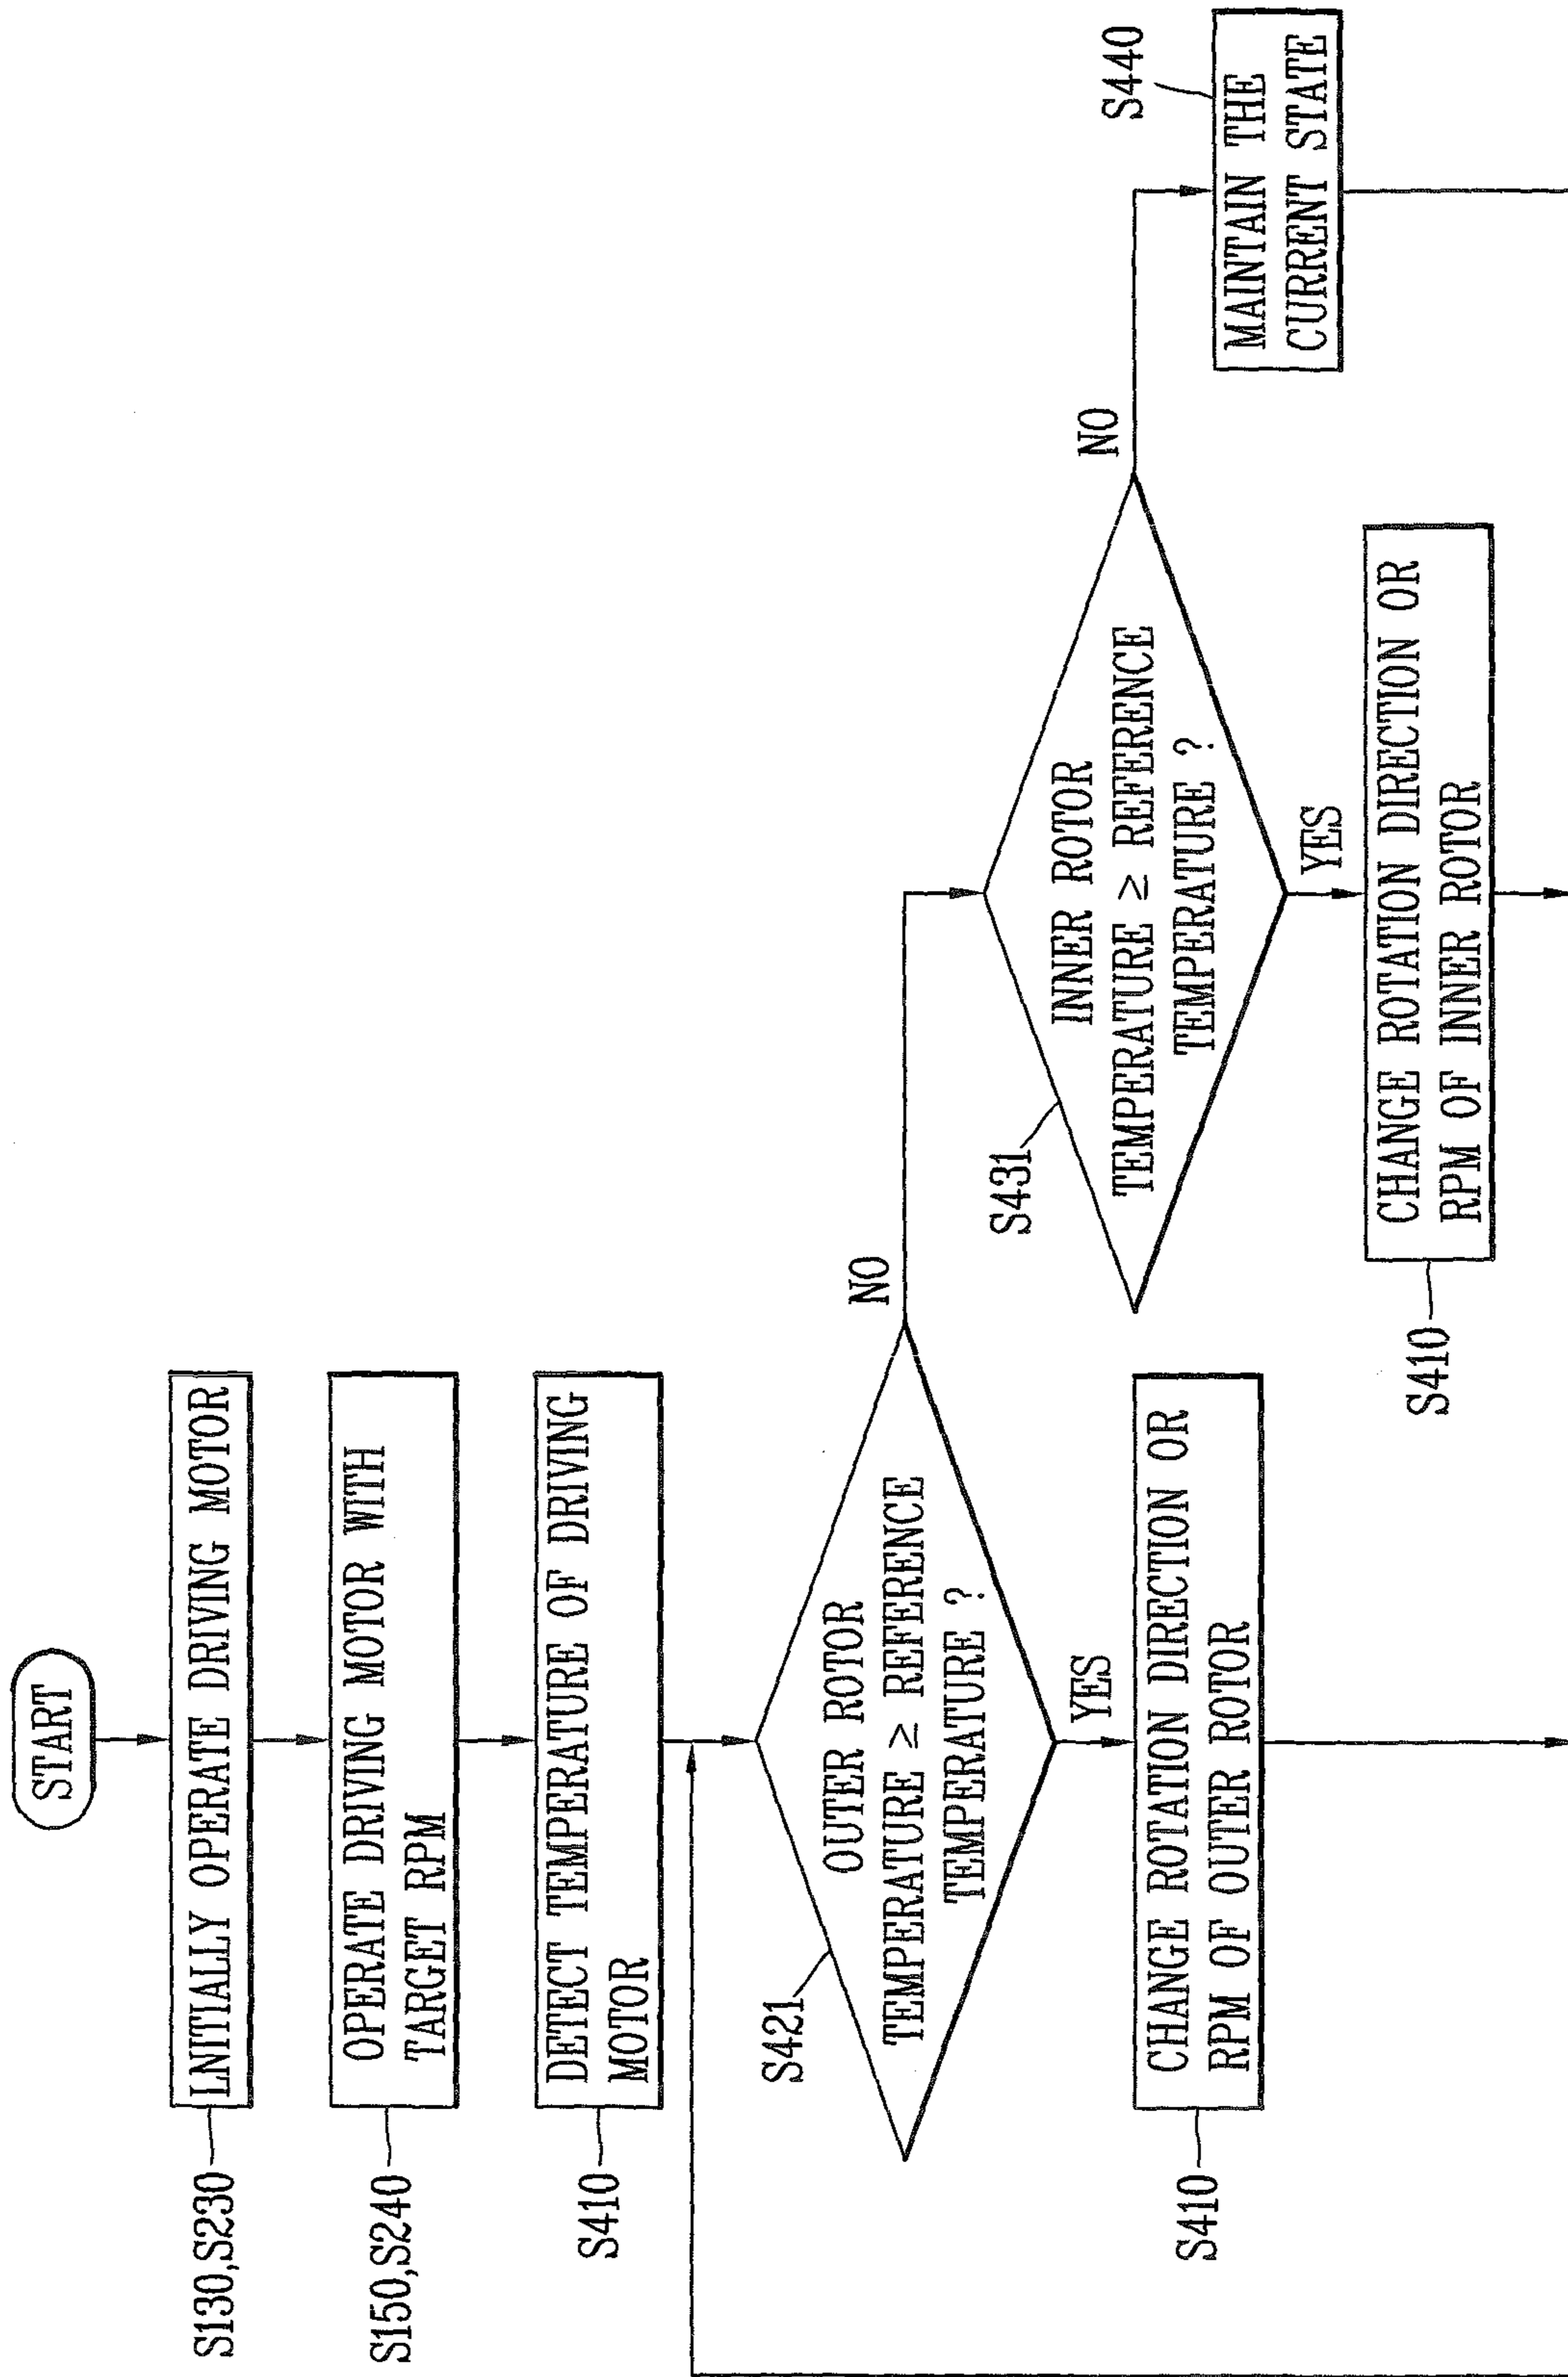 START
S130,S230
LNITIALLY OPERATE DRIVING MOTOR
S150,S240
OPERATE DRIVING MOTOR WITH
TARGET RPM
S410
DETECT TEMPERATURE OF DRIVING
MOTOR
S421
OUTER ROTOR
TEMPERATURE ≥ REFERENCE
TEMPERATURE ?
NO
YES
S410
CHANGE ROTATION DIRECTION OR
RPM OF OUTER ROTOR
S431
INNER ROTOR
TEMPERATURE ≥ REFERENCE
TEMPERATURE ?
NO
YES
S410
CHANGE ROTATION DIRECTION OR
RPM OF INNER ROTOR
S440
MAINTAIN THE
CURRENT STATE